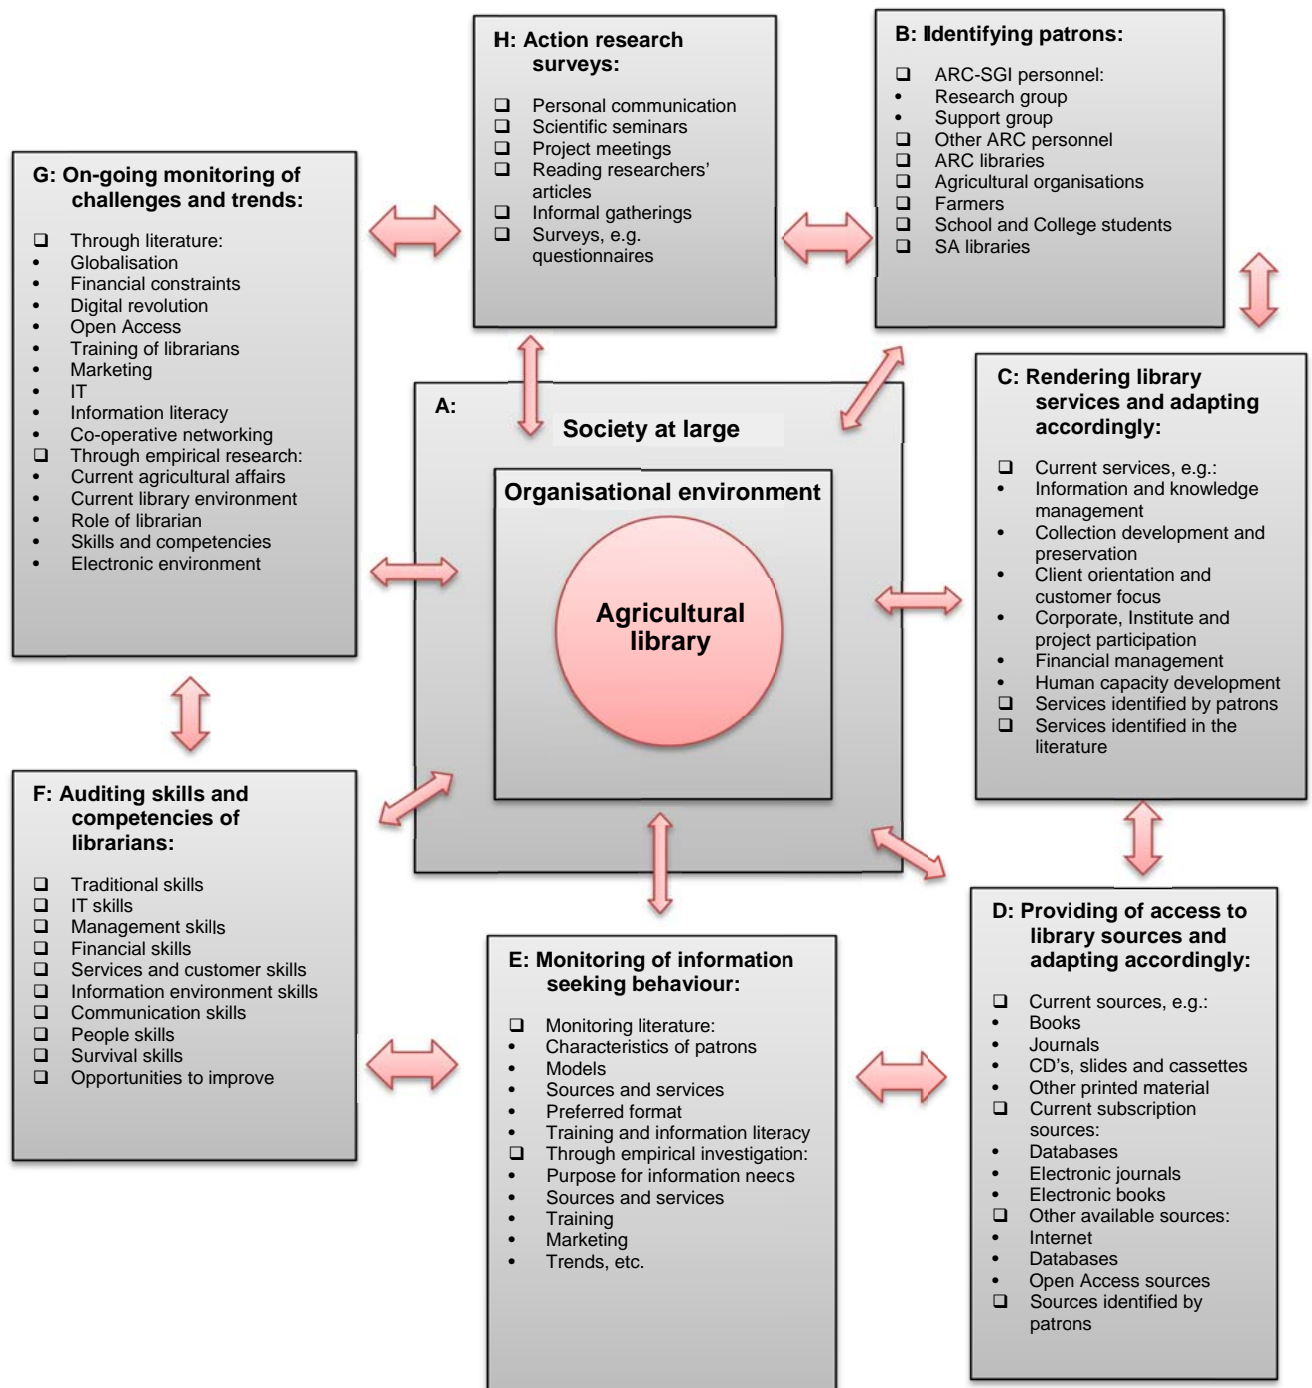 H: Action research
surveys:
❑ Personal communication
❑ Scientific seminars
❑ Project meetings
❑ Reading researchers'
articles
❑ Informal gatherings
❑ Surveys, e.g.
questionnaires
B: Identifying patrons:
❑ ARC-SGI personnel:
• Research group
• Support group
❑ Other ARC personnel
❑ ARC libraries
❑ Agricultural organisations
❑ Farmers
❑ School and College students
❑ SA libraries
G: On-going monitoring of
challenges and trends:
❑ Through literature:
• Globalisation
• Financial constraints
• Digital revolution
• Open Access
• Training of librarians
• Marketing
• IT
• Information literacy
• Co-operative networking
❑ Through empirical research:
• Current agricultural affairs
• Current library environment
• Role of librarian
• Skills and competencies
• Electronic environment
A:
Society at large
Organisational environment
Agricultural
library
C: Rendering library
services and adapting
accordingly:
❑ Current services, e.g.:
• Information and knowledge
management
• Collection development and
preservation
• Client orientation and
customer focus
• Corporate, Institute and
project participation
• Financial management
• Human capacity development
❑ Services identified by patrons
❑ Services identified in the
literature
F: Auditing skills and
competencies of
librarians:
❑ Traditional skills
❑ IT skills
❑ Management skills
❑ Financial skills
❑ Services and customer skills
❑ Information environment skills
❑ Communication skills
❑ People skills
❑ Survival skills
❑ Opportunities to improve
E: Monitoring of information
seeking behaviour:
❑ Monitoring literature:
• Characteristics of patrons
• Models
• Sources and services
• Preferred format
• Training and information literacy
❑ Through empirical investigation:
• Purpose for information needs
• Sources and services
• Training
• Marketing
• Trends, etc.
D: Providing of access to
library sources and
adapting accordingly:
❑ Current sources, e.g.:
• Books
• Journals
• CD's, slides and cassettes
• Other printed material
❑ Current subscription
sources:
• Databases
• Electronic journals
• Electronic books
❑ Other available sources:
• Internet
• Databases
• Open Access sources
❑ Sources identified by
patrons